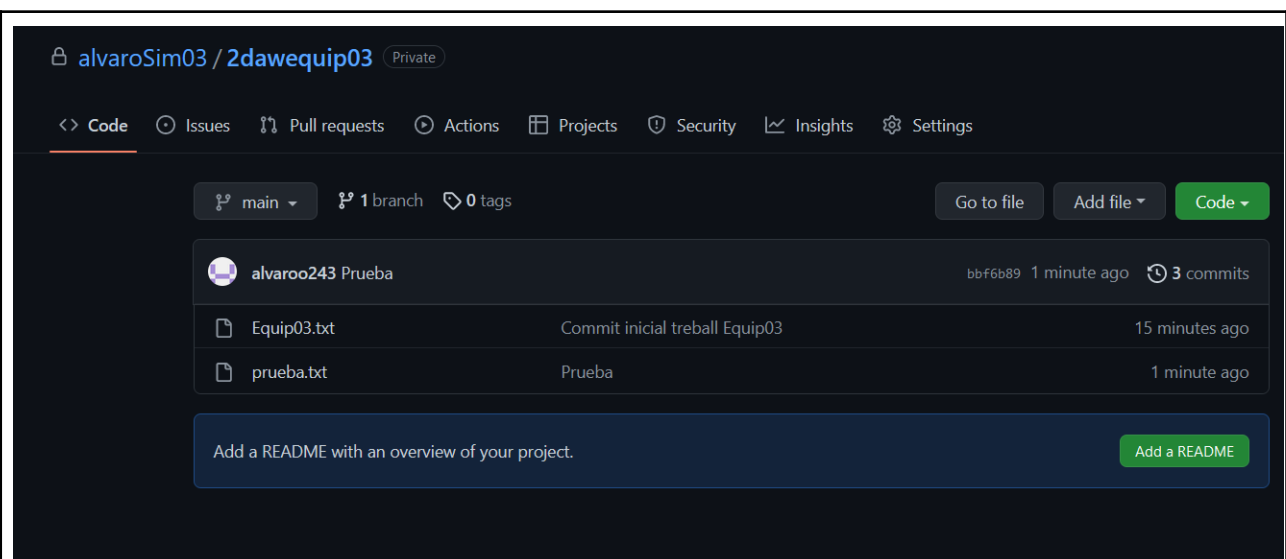 alvaroSim03 / 2dawequip03 Private
Code Issues Pull requests Actions Projects Security Insights Settings
main 1 branch 0 tags Go to file Add file Code
alvaroo243 Prueba bbf6b89 1 minute ago 3 commits
Equip03.txt Commit inicial treball Equip03 15 minutes ago
prueba.txt Prueba 1 minute ago
Add a README with an overview of your project. Add a README